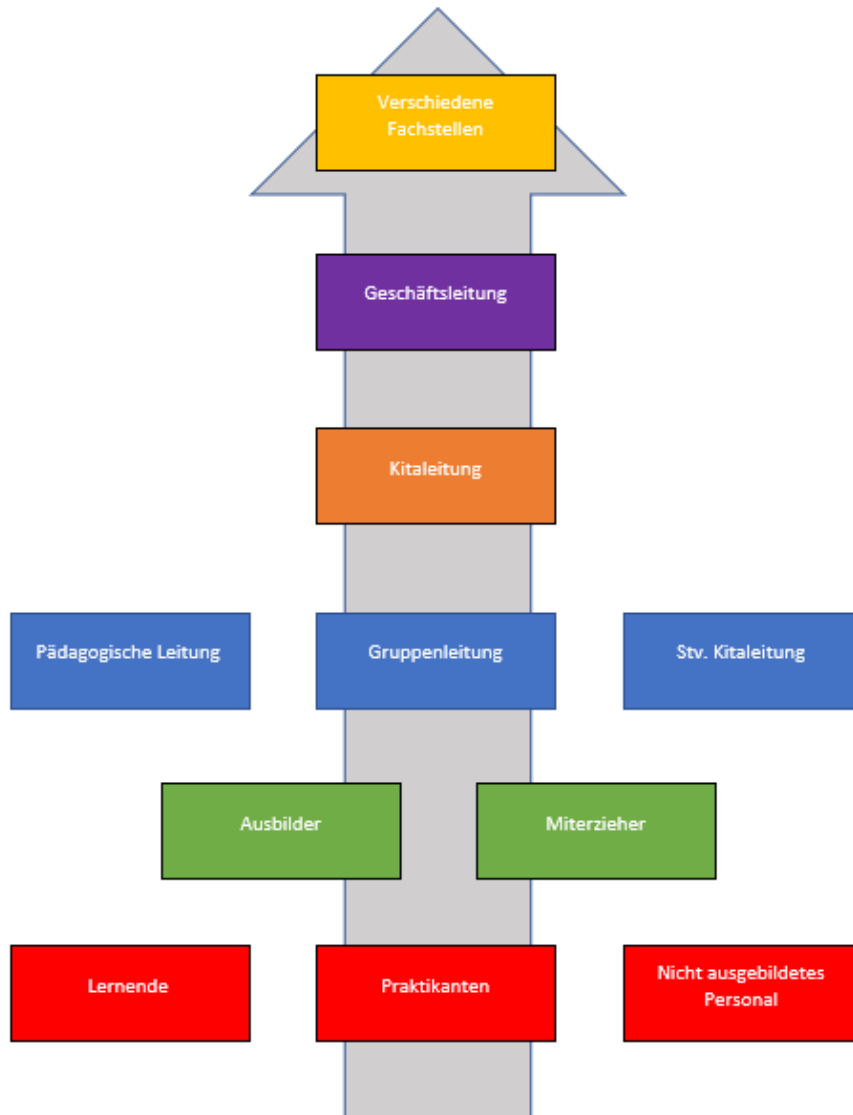 Verschiedene
Fachstellen
Geschäftsleitung
Kitaleitung
Pädagogische Leitung
Gruppenleitung
Stv. Kitaleitung
Ausbilder
Miterzieher
Lernende
Praktikanten
Nicht ausgebildetes
Personal